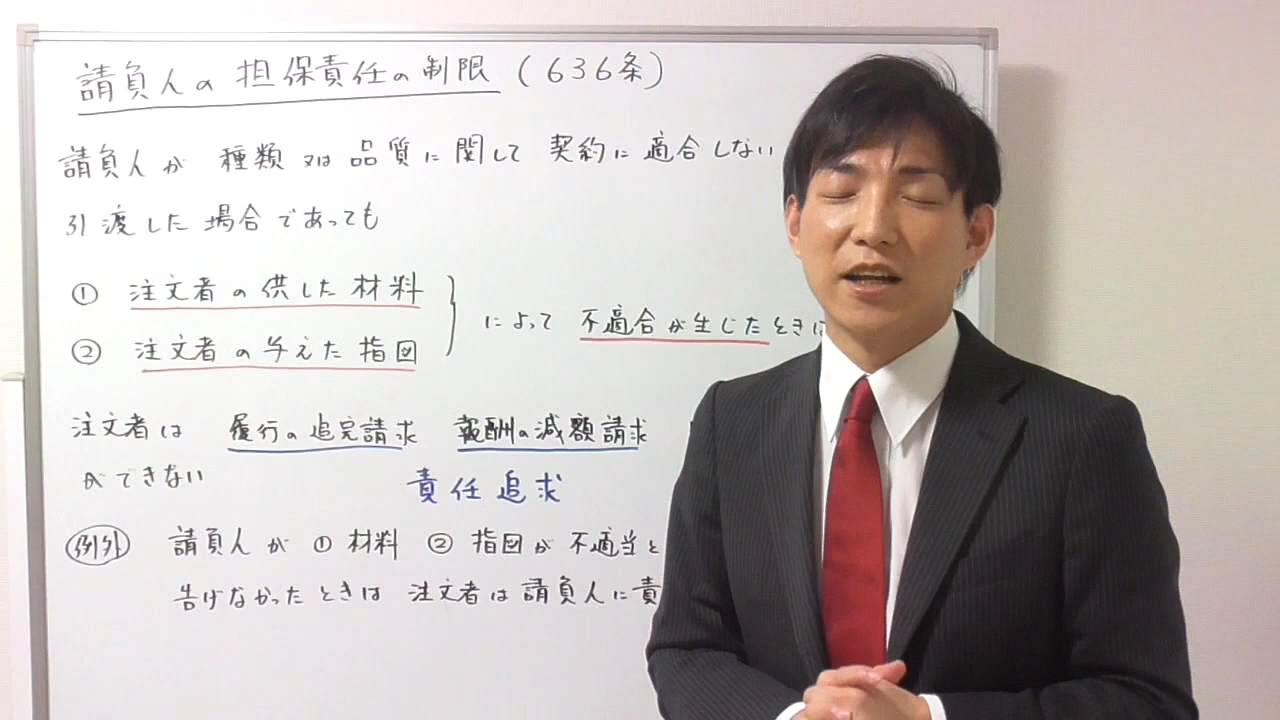 請負人の担保責任の制限(636条)
請負人が 種類又は品質に関して 契約に適合しない
引渡した場合であっても
① 注文者の供した材料
② 注文者の与えた指図
によって 不適合が生じたときは
注文者は 履行の追完請求 報酬の減額請求
ができない
責任追求
例外 請負人が ①材料 ②指図が不適当と
告げなかったときは 注文者は請負人に責